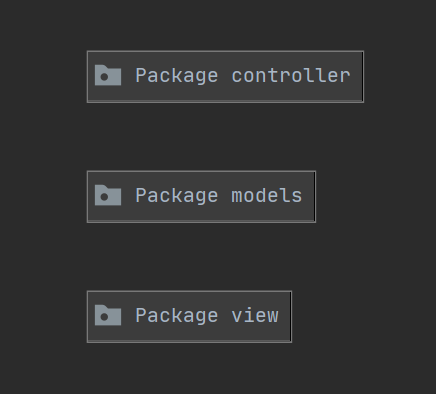 Package controller
Package models
Package view